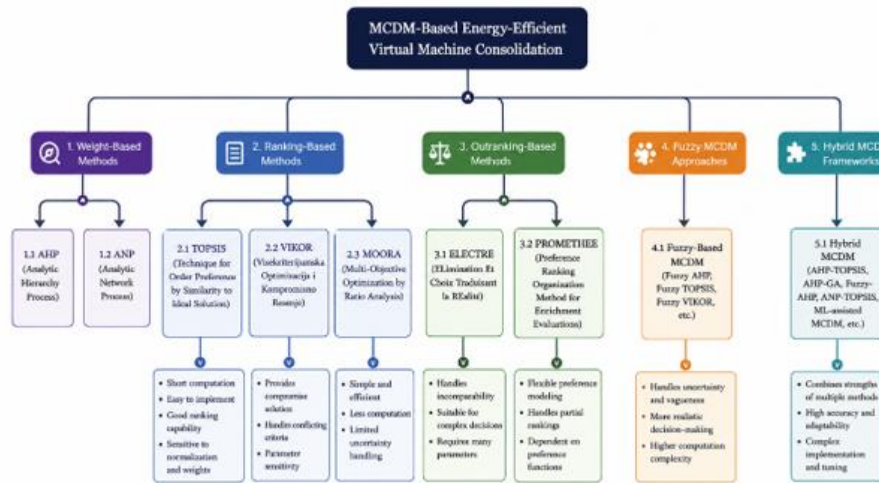 MCDM-Based Energy-Efficient
Virtual Machine Consolidation
1. Weight-Based
Methods
2. Ranking-Based
Methods
3. Outranking-Based
Methods
4. Fuzzy-MCDM
Approaches
5. Hybrid MCD
Frameworks
1.1 AHP
(Analytic
Hierarchy
Process)
1.2 ANP
(Analytic
Network
Process)
2.1 TOPSIS
(Technique for
Order Preference
by Similarity to
Ideal Solution)
2.2 VIKOR
(Visekriterijumska
Optimizacija i
Kompromisno
Resenje)
2.3 MOORA
(Multi-Objective
Optimization by
Ratio Analysis)
3.1 ELECTRE
(ELimination Et
Choix Traduisant
la REalité)
3.2 PROMETHEE
(Preference
Ranking
Organization
Method for
Enrichment
Evaluations)
4.1 Fuzzy-Based
MCDM
(Fuzzy AHP,
Fuzzy TOPSIS,
Fuzzy VIKOR,
etc.)
5.1 Hybrid
MCDM
(AHP-TOPSIS,
AHP-GA, Fuzzy-
AHP, ANP-TOPSIS,
ML-assisted
MCDM, etc.)
• Short computation
• Easy to implement
• Good ranking
capability
• Sensitive to
normalization
and weights
• Provides
compromise
solution
• Handles conflicting
criteria
• Parameter
sensitivity
• Simple and
efficient
• Less computation
• Limited
uncertainty
handling
• Handles
incomparability
• Suitable for
complex decisions
• Requires many
parameters
• Flexible preference
modeling
• Handles partial
rankings
• Dependent on
preference
functions
• Handles uncertainty
and vagueness
• More realistic
decision-making
• Higher computation
complexity
• Combines strengths
of multiple methods
• High accuracy and
adaptability
• Complex
implementation
and tuning